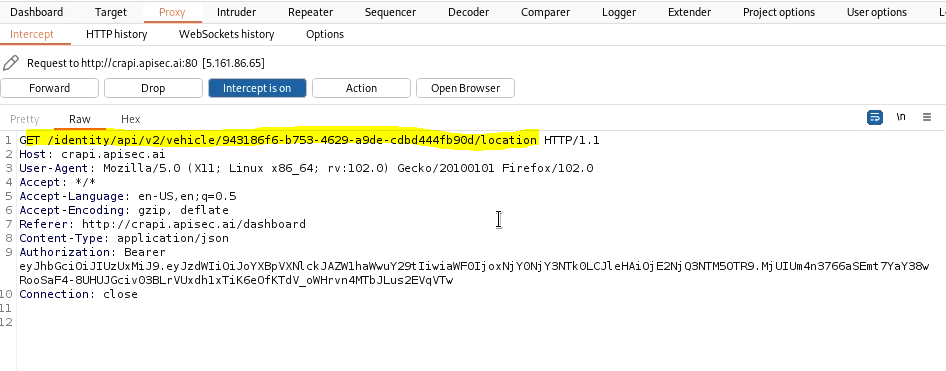 Dashboard Target Proxy Intruder Repeater Sequencer Decoder Comparer Logger Extender Project options User options
Intercept HTTP history WebSockets history Options
Request to http://crapi.apisec.ai:80 [5.161.86.65]
Forward Drop Intercept is on Action Open Browser
Pretty Raw Hex \n
1 GET /identity/api/v2/vehicle/943186f6-b753-4629-a9de-cdbd444fb90d/location HTTP/1.1
2 Host: crapi.apisec.ai
3 User-Agent: Mozilla/5.0 (X11; Linux x86_64; rv:102.0) Gecko/20100101 Firefox/102.0
4 Accept: */*
5 Accept-Language: en-US,en;q=0.5
6 Accept-Encoding: gzip, deflate
7 Referer: http://crapi.apisec.ai/dashboard
8 Content-Type: application/json
9 Authorization: Bearer
eyJhbGciOiJIUzUxMiJ9.eyJzdWIiOiJoYXBpVXNlckJAZW1haWwuY29tIiwiaWF0IjoxNjY0NjY3NTk0LCJleHAiOjE2NjQ3NTM5OTR9.MjUIUm4n3766aSEmt7YaY38w
RooSaF4-8UHUJGciv03BLrVUxdh1xTiK6eOfKTdV_oWHrvn4MTbJLus2EVqVTw
10 Connection: close
11
12